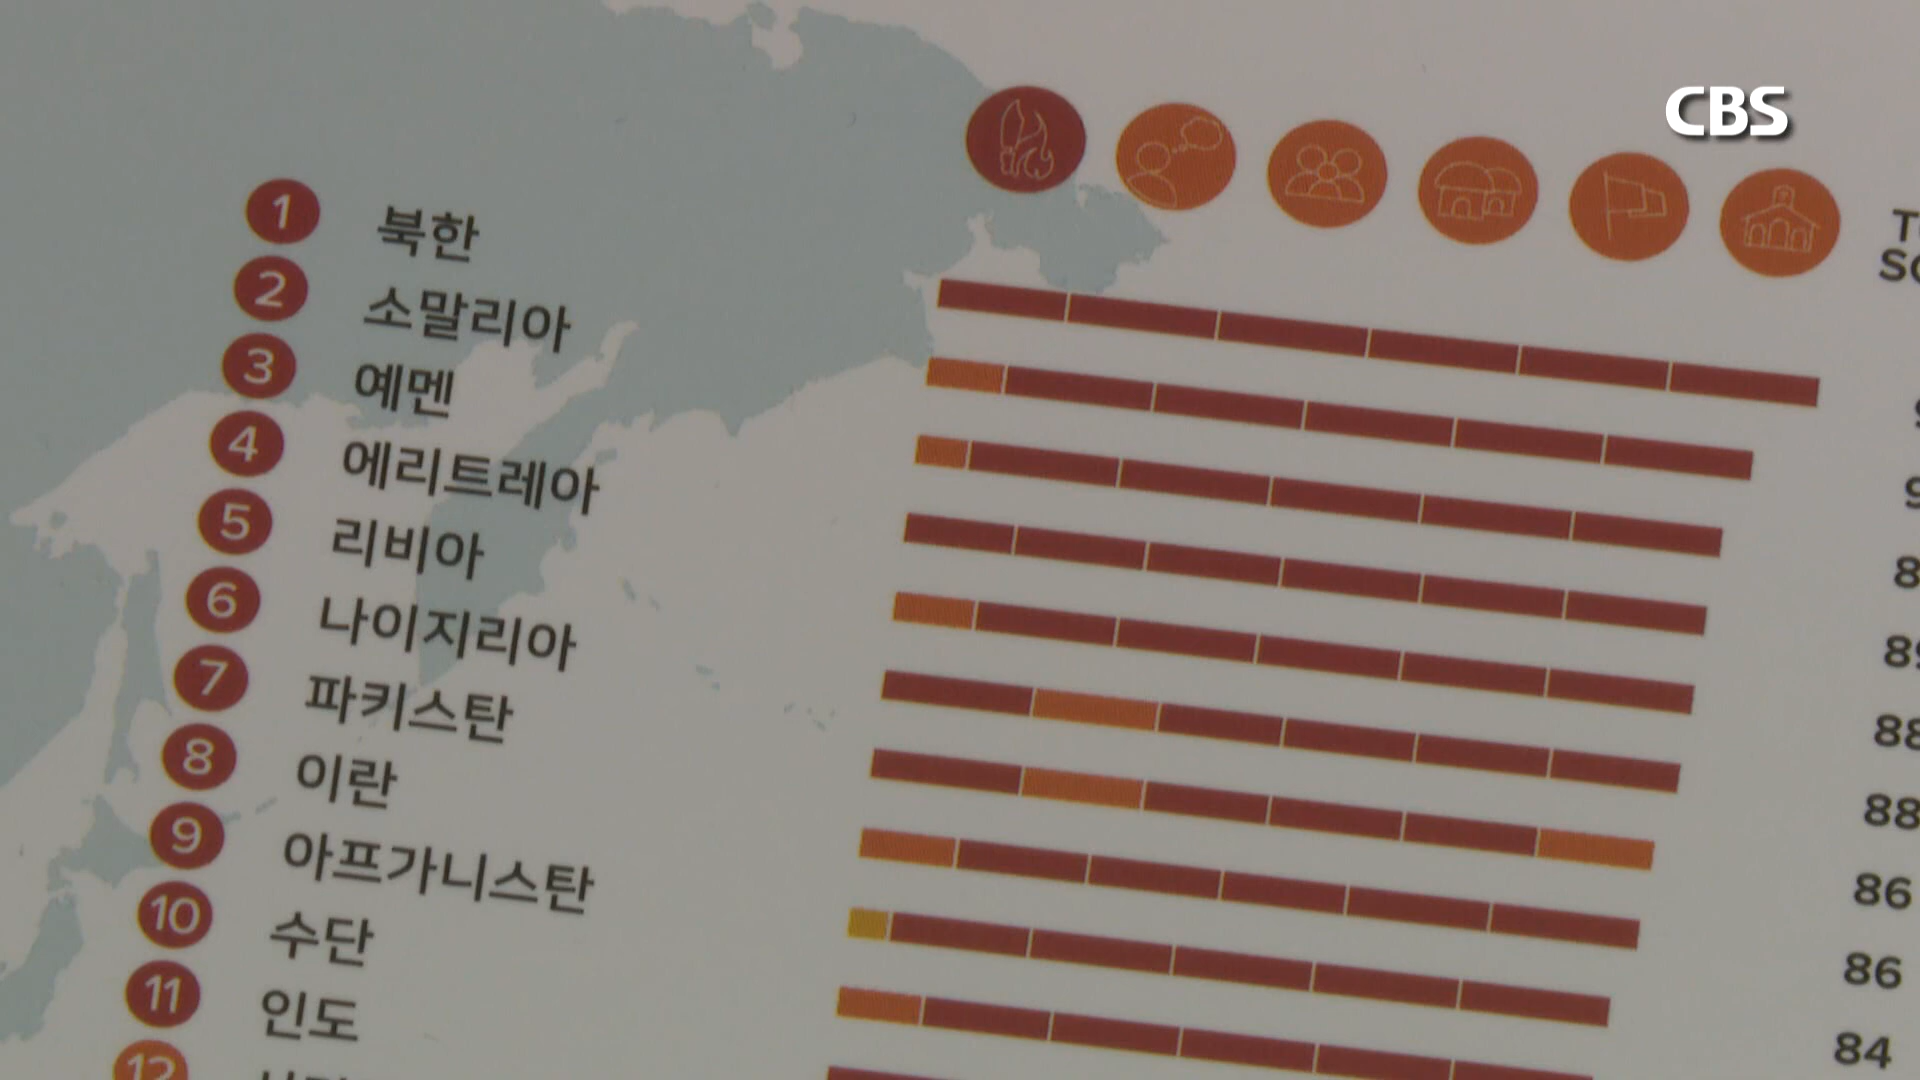 CBS
1 북한
2 소말리아
3 예멘
4 에리트레아
5 리비아
6 나이지리아 88
7 파키스탄 88
8 이란 86
9 아프가니스탄 86
10 수단 84
11 인도
12